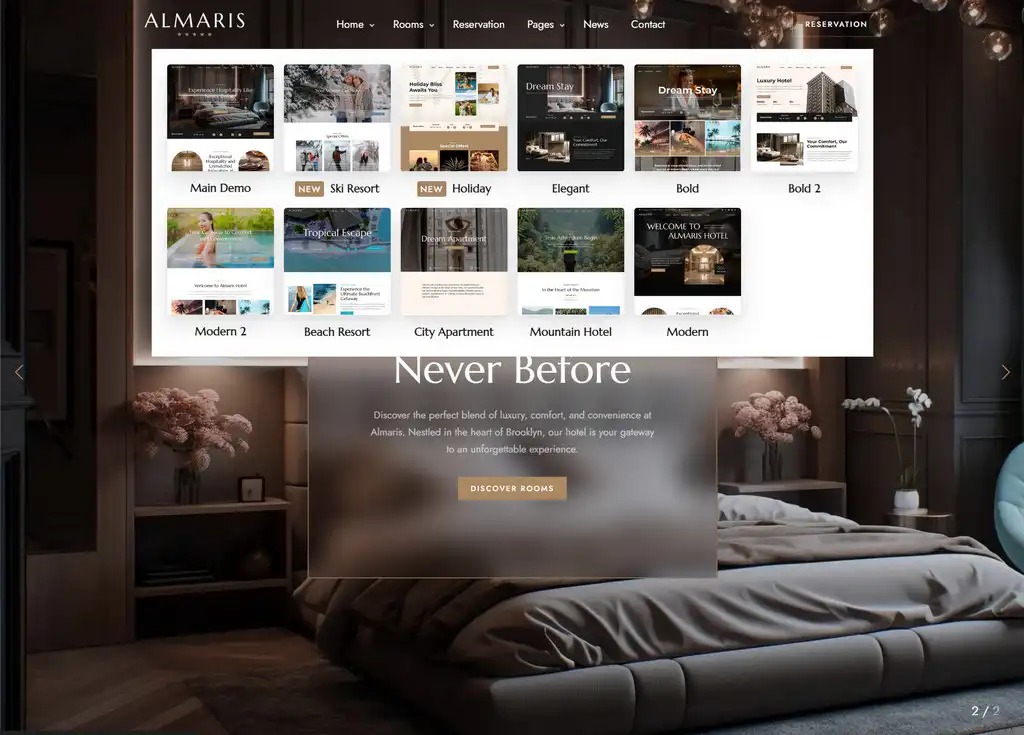 ALMARIS
Home
Rooms
Reservation
Pages
News
Contact
RESERVATION
Experience Hospitality Like
Exceptional
Hospitality and
Unmatched
Special Offers
Holiday Bliss
Awaits You
Special Offers
Dream Stay
Your Comfort, Our
Commitment
Dream Stay
Luxury Hotel
Your Comfort, Our
Commitment
Main Demo
NEW Ski Resort
NEW Holiday
Elegant
Bold
Bold 2
Welcome to Almaris Hotel
Tropical Escape
Experience the
Ultimate Beachfront
Getaway
Dream Apartment
True Adventure Begin
In the Heart of the Mountain
WELCOME TO
ALMARIS HOTEL
Modern 2
Beach Resort
City Apartment
Mountain Hotel
Modern
Never Before
Discover the perfect blend of luxury, comfort, and convenience at
Almaris. Nestled in the heart of Brooklyn, our hotel is your gateway
to an unforgettable experience.
DISCOVER ROOMS
2 / 2